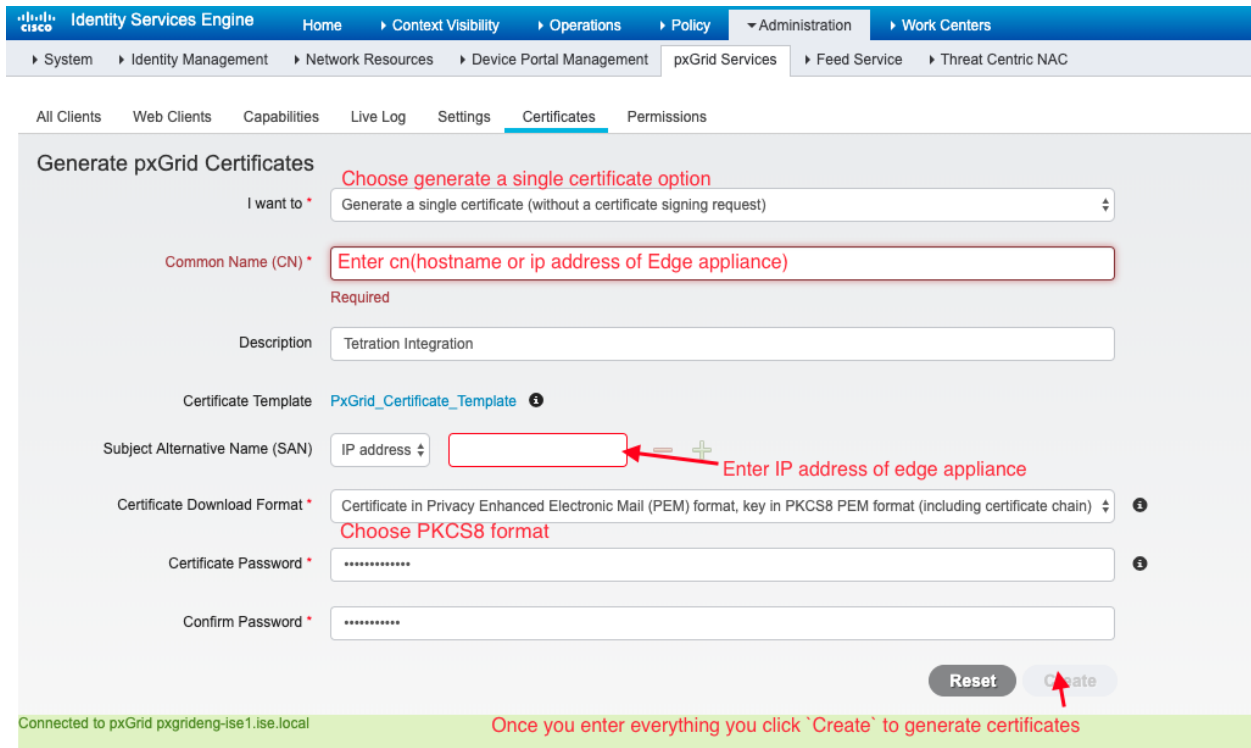 cisco Identity Services Engine Home Context Visibility Operations Policy Administration Work Centers
System Identity Management Network Resources Device Portal Management pxGrid Services Feed Service Threat Centric NAC
All Clients Web Clients Capabilities Live Log Settings Certificates Permissions
Generate pxGrid Certificates
Choose generate a single certificate option
I want to * Generate a single certificate (without a certificate signing request)
Common Name (CN) * Enter cn(hostname or ip address of Edge appliance)
Required
Description Tetration Integration
Certificate Template PxGrid_Certificate_Template
Subject Alternative Name (SAN) IP address
Enter IP address of edge appliance
Certificate Download Format * Certificate in Privacy Enhanced Electronic Mail (PEM) format, key in PKCS8 PEM format (including certificate chain)
Choose PKCS8 format
Certificate Password * •••••••••••••
Confirm Password * •••••••••••
Reset Create
Connected to pxGrid pxgrideng-ise1.ise.local Once you enter everything you click `Create` to generate certificates